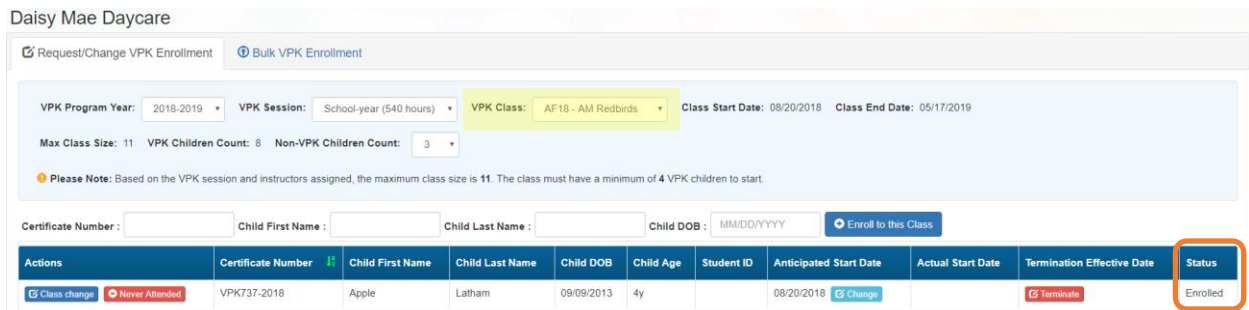 Daisy Mae Daycare
Request/Change VPK Enrollment Bulk VPK Enrollment
VPK Program Year: 2018-2019 VPK Session: School-year (540 hours) VPK Class: AF18 - AM Redbirds Class Start Date: 08/20/2018 Class End Date: 05/17/2019
Max Class Size: 11 VPK Children Count: 8 Non-VPK Children Count: 3
Please Note: Based on the VPK session and instructors assigned, the maximum class size is 11. The class must have a minimum of 4 VPK children to start.
Certificate Number : Child First Name : Child Last Name : Child DOB : MM/DD/YYYY Enroll to this Class
Actions Certificate Number Child First Name Child Last Name Child DOB Child Age Student ID Anticipated Start Date Actual Start Date Termination Effective Date Status
Class change Never Attended VPK737-2018 Apple Latham 09/09/2013 4y 08/20/2018 Change Terminate Enrolled